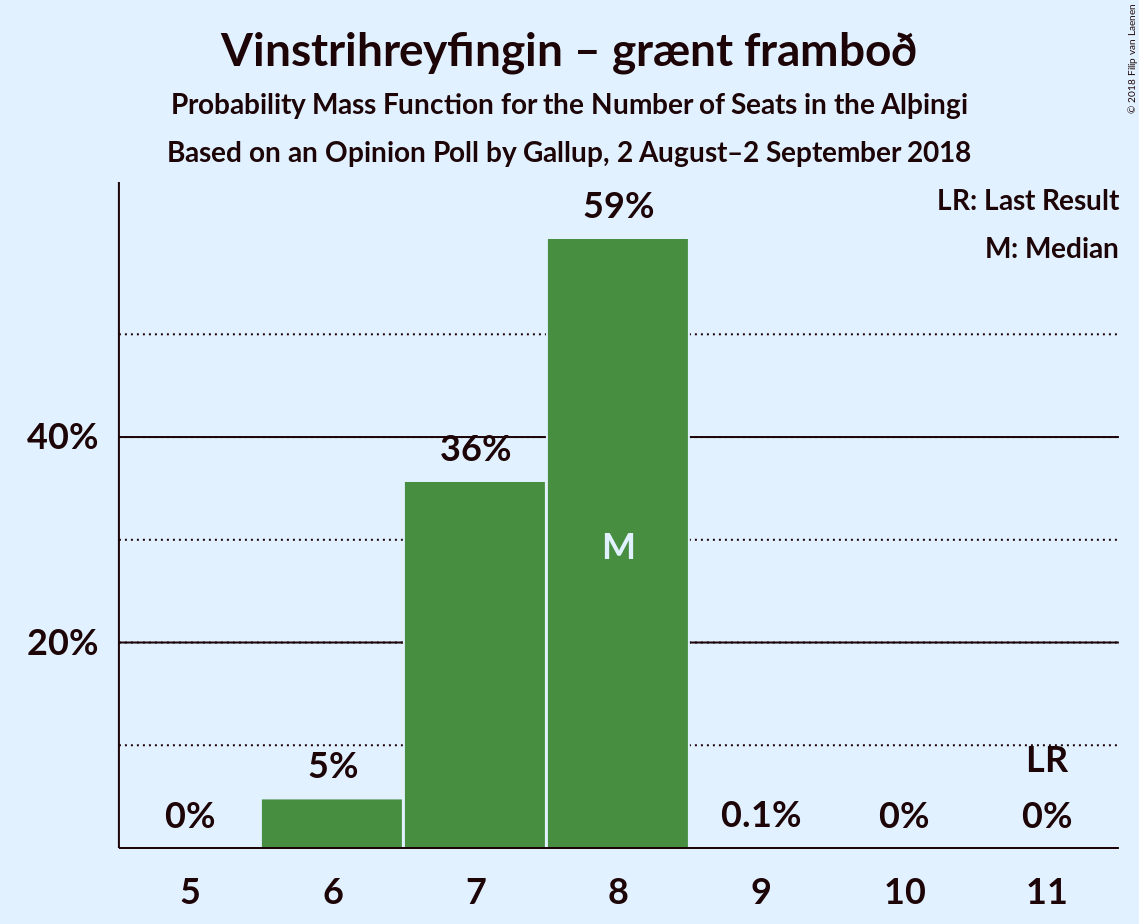 Vinstrihreyfingin – grænt framboð
Probability Mass Function for the Number of Seats in the Alþingi
Based on an Opinion Poll by Gallup, 2 August–2 September 2018
© 2018 Filip van Laenen
LR: Last Result
M: Median
59%
40%
36%
M
20%
5%
LR
0%
0.1%
0%
0%
5
6
7
8
9
10
11